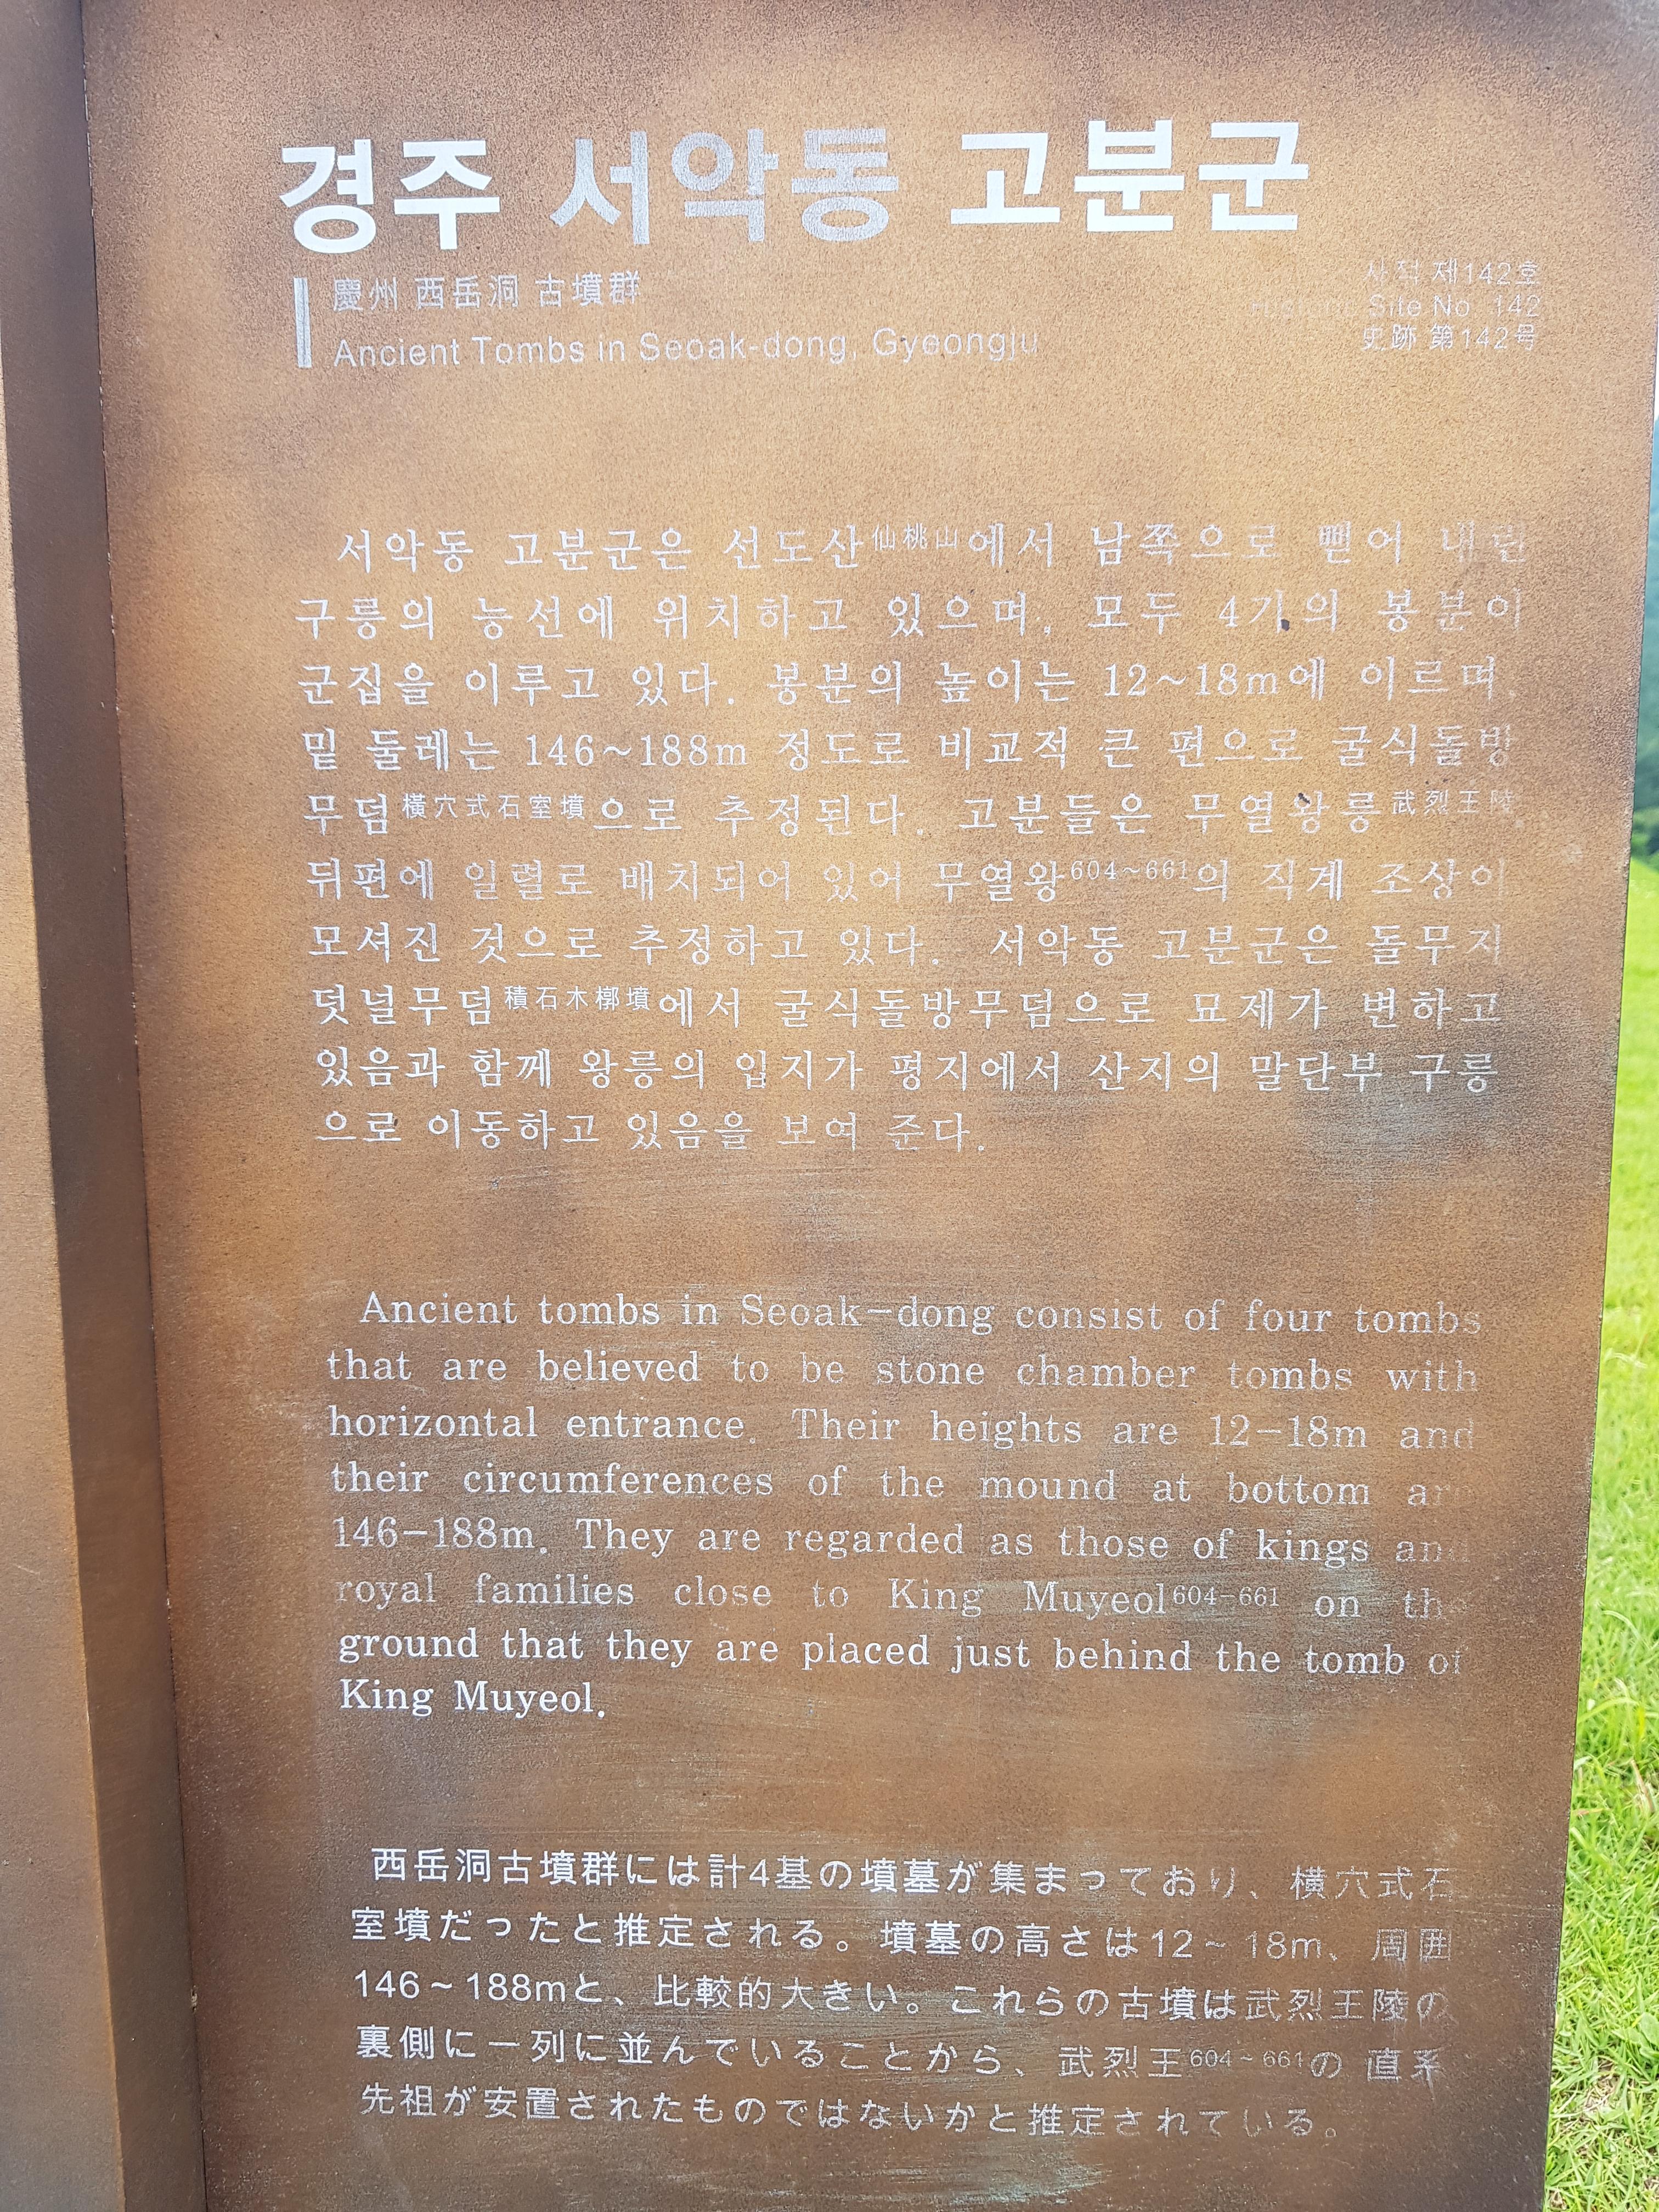 경주 서악동 고분군
慶州 西岳洞 古墳群
Ancient Tombs in Seoak-dong, Gyeongju
사적 제142호
Historic Site No. 142
史跡 第142号
서악동 고분군은 선도산仙桃山에서 남쪽으로 뻗어 내린
구릉의 능선에 위치하고 있으며, 모두 4기의 봉분이
군집을 이루고 있다. 봉분의 높이는 12~18m에 이르며,
밑 둘레는 146~188m 정도로 비교적 큰 편으로 굴식돌방
무덤橫穴式石室墳으로 추정된다. 고분들은 무열왕릉武烈王陵
뒤편에 일렬로 배치되어 있어 무열왕604~661의 직계 조상이
모셔진 것으로 추정하고 있다. 서악동 고분군은 돌무지
덧널무덤積石木槨墳에서 굴식돌방무덤으로 묘제가 변하고
있음과 함께 왕릉의 입지가 평지에서 산지의 말단부 구릉
으로 이동하고 있음을 보여 준다.
Ancient tombs in Seoak-dong consist of four tombs
that are believed to be stone chamber tombs with
horizontal entrance. Their heights are 12-18m and
their circumferences of the mound at bottom are
146-188m. They are regarded as those of kings and
royal families close to King Muyeol604-661 on the
ground that they are placed just behind the tomb of
King Muyeol.
西岳洞古墳群には計4基の墳墓が集まっており、横穴式石
室墳だったと推定される。墳墓の高さは12~18m、周囲
146~188mと、比較的大きい。これらの古墳は武烈王陵の
裏側に一列に並んでいることから、武烈王604~661の 直系
先祖が安置されたものではないかと推定されている。